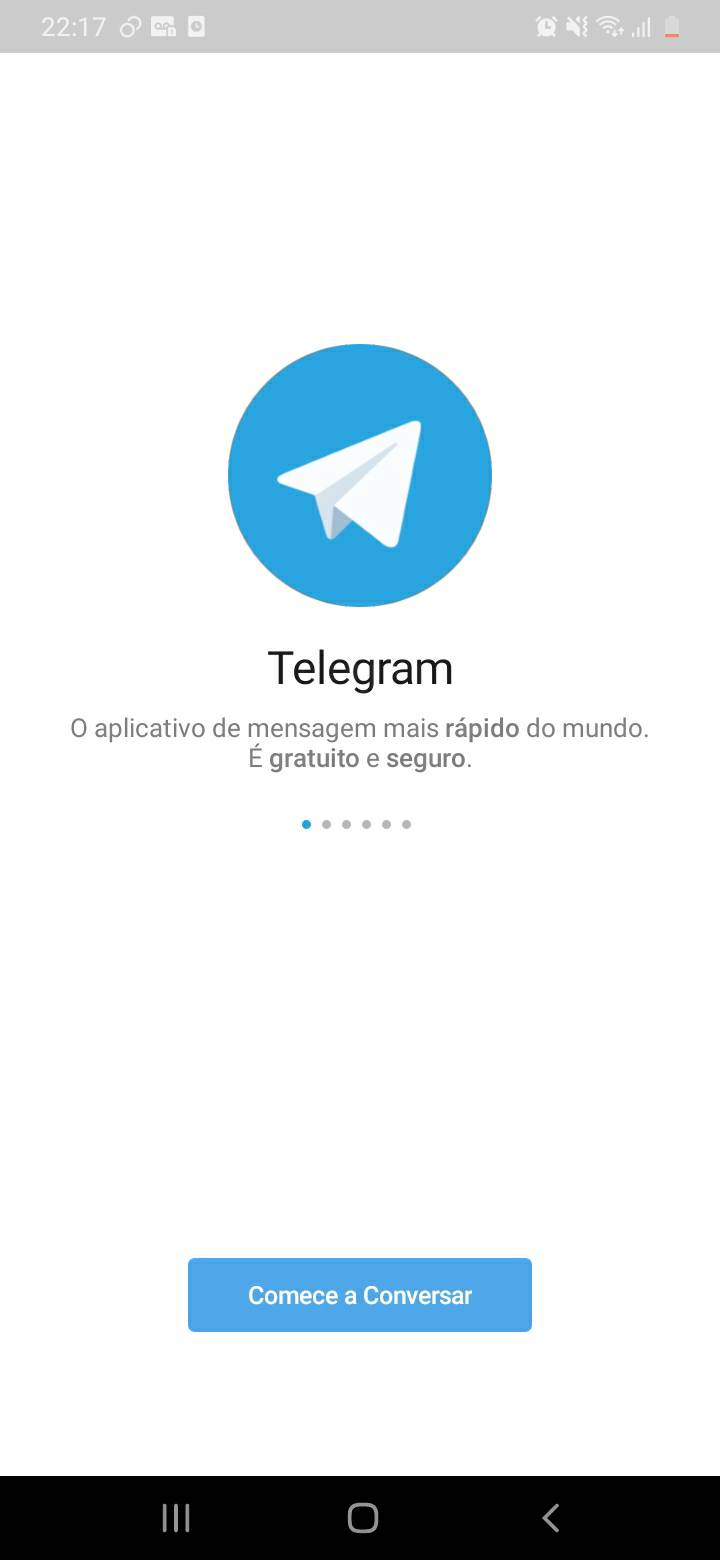 22:17
Telegram
O aplicativo de mensagem mais rápido do mundo.
É gratuito e seguro.
Comece a Conversar